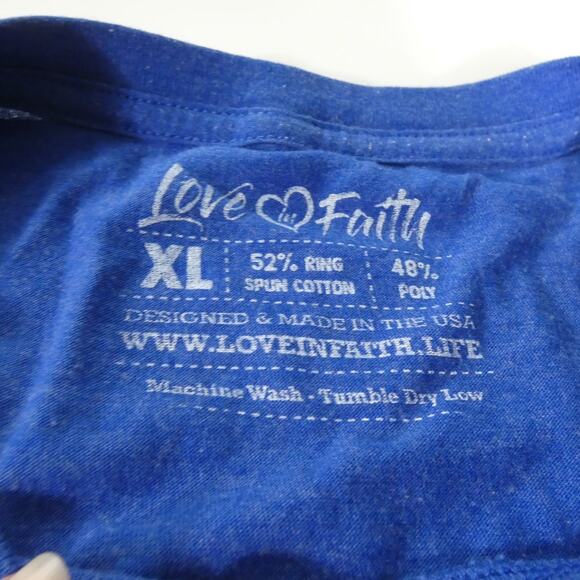 Love in Faith
XL 52% RING SPUN COTTON 48% POLY
DESIGNED & MADE IN THE USA
WWW.LOVEINFAITH.LIFE
Machine Wash - Tumble Dry Low